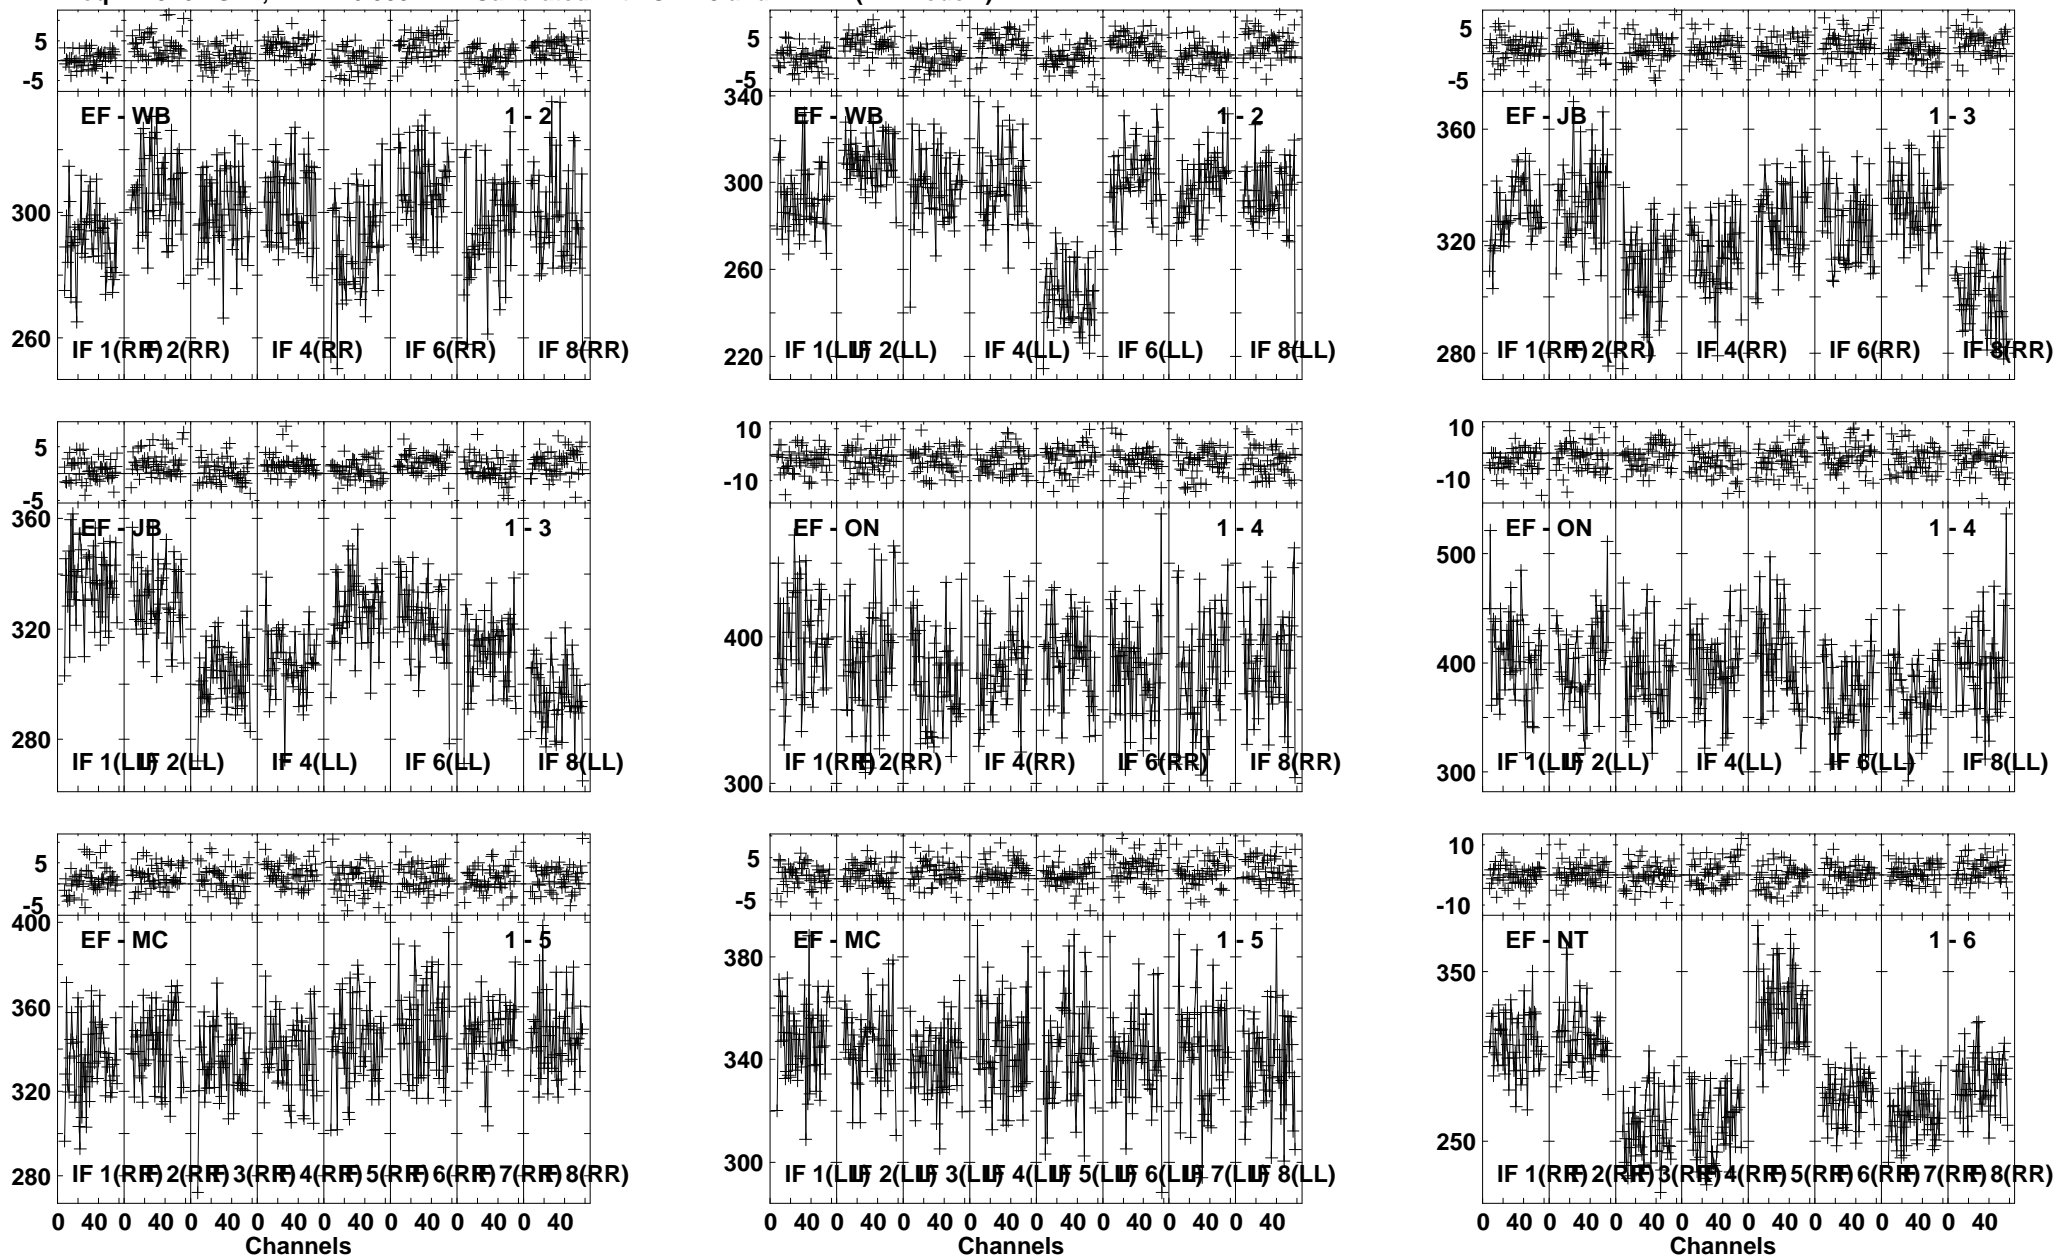 5 5 5
-5 -5 -5
EF - WB 1 - 2 340 EF - WB 1 - 2 EF - JB 1 - 3
360
300 300 320
260 260
IF 1(RR) IF 2(RR) IF 4(RR) IF 6(RR) IF 8(RR) 220 IF 1(LL) IF 2(LL) IF 4(LL) IF 6(LL) IF 8(LL) 280 IF 1(RR) IF 2(RR) IF 4(RR) IF 6(RR) IF 8(RR)
5 10 10
-5 -10 -10
360 EF - JB 1 - 3 EF - ON 1 - 4 EF - ON 1 - 4
500
320 400 400
280 300 300
IF 1(LL) IF 2(LL) IF 4(LL) IF 6(LL) IF 8(LL) IF 1(RR) IF 2(RR) IF 4(RR) IF 6(RR) IF 8(RR) IF 1(LL) IF 2(LL) IF 4(LL) IF 6(LL) IF 8(LL)
5 5 10
-5 -5 -10
400 EF - MC 1 - 5 EF - MC 1 - 5 EF - NT 1 - 6
380 350
360
320 340 250
280 300
IF 1(RR) IF 2(RR) IF 3(RR) IF 4(RR) IF 5(RR) IF 6(RR) IF 7(RR) IF 8(RR) IF 1(LL) IF 2(LL) IF 3(LL) IF 4(LL) IF 5(LL) IF 6(LL) IF 7(LL) IF 8(LL) IF 1(RR) IF 2(RR) IF 3(RR) IF 4(RR) IF 5(RR) IF 6(RR) IF 7(RR) IF 8(RR)
0 40 0 40 0 40 0 40 0 40 0 40 0 40 0 40 0 40 0 40 0 40 0 40 0 40 0 40 0 40 0 40 0 40 0 40 0 40 0 40 0 40 0 40 0 40 0 40
Channels Channels Channels